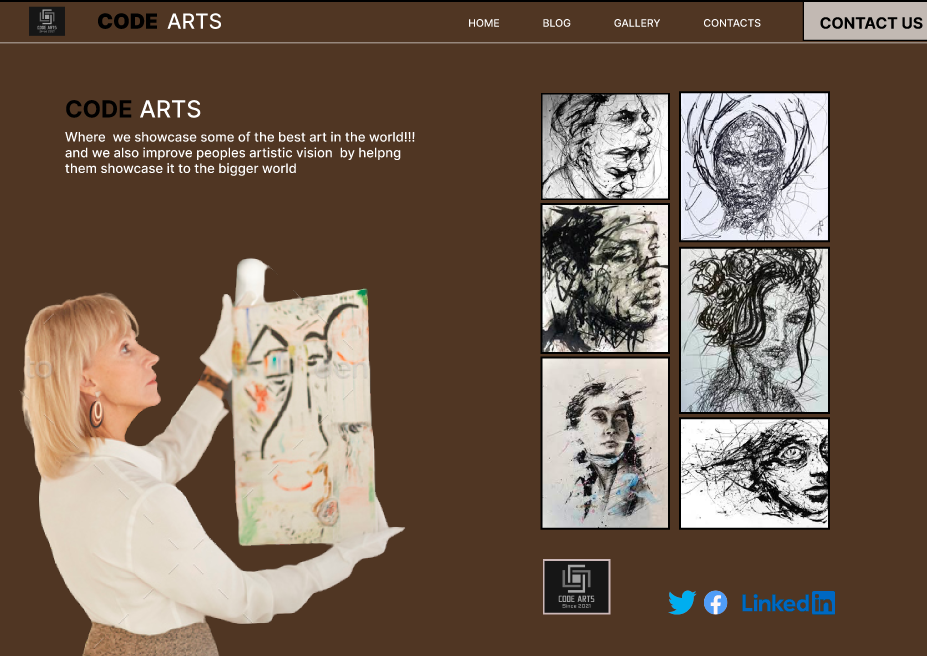 CODE ARTS
Since 2021
CODE ARTS
HOME
BLOG
GALLERY
CONTACTS
CONTACT US
CODE ARTS
Where we showcase some of the best art in the world!!!
and we also improve peoples artistic vision by helpng
them showcase it to the bigger world
CODE ARTS
Since 2021
Linked in